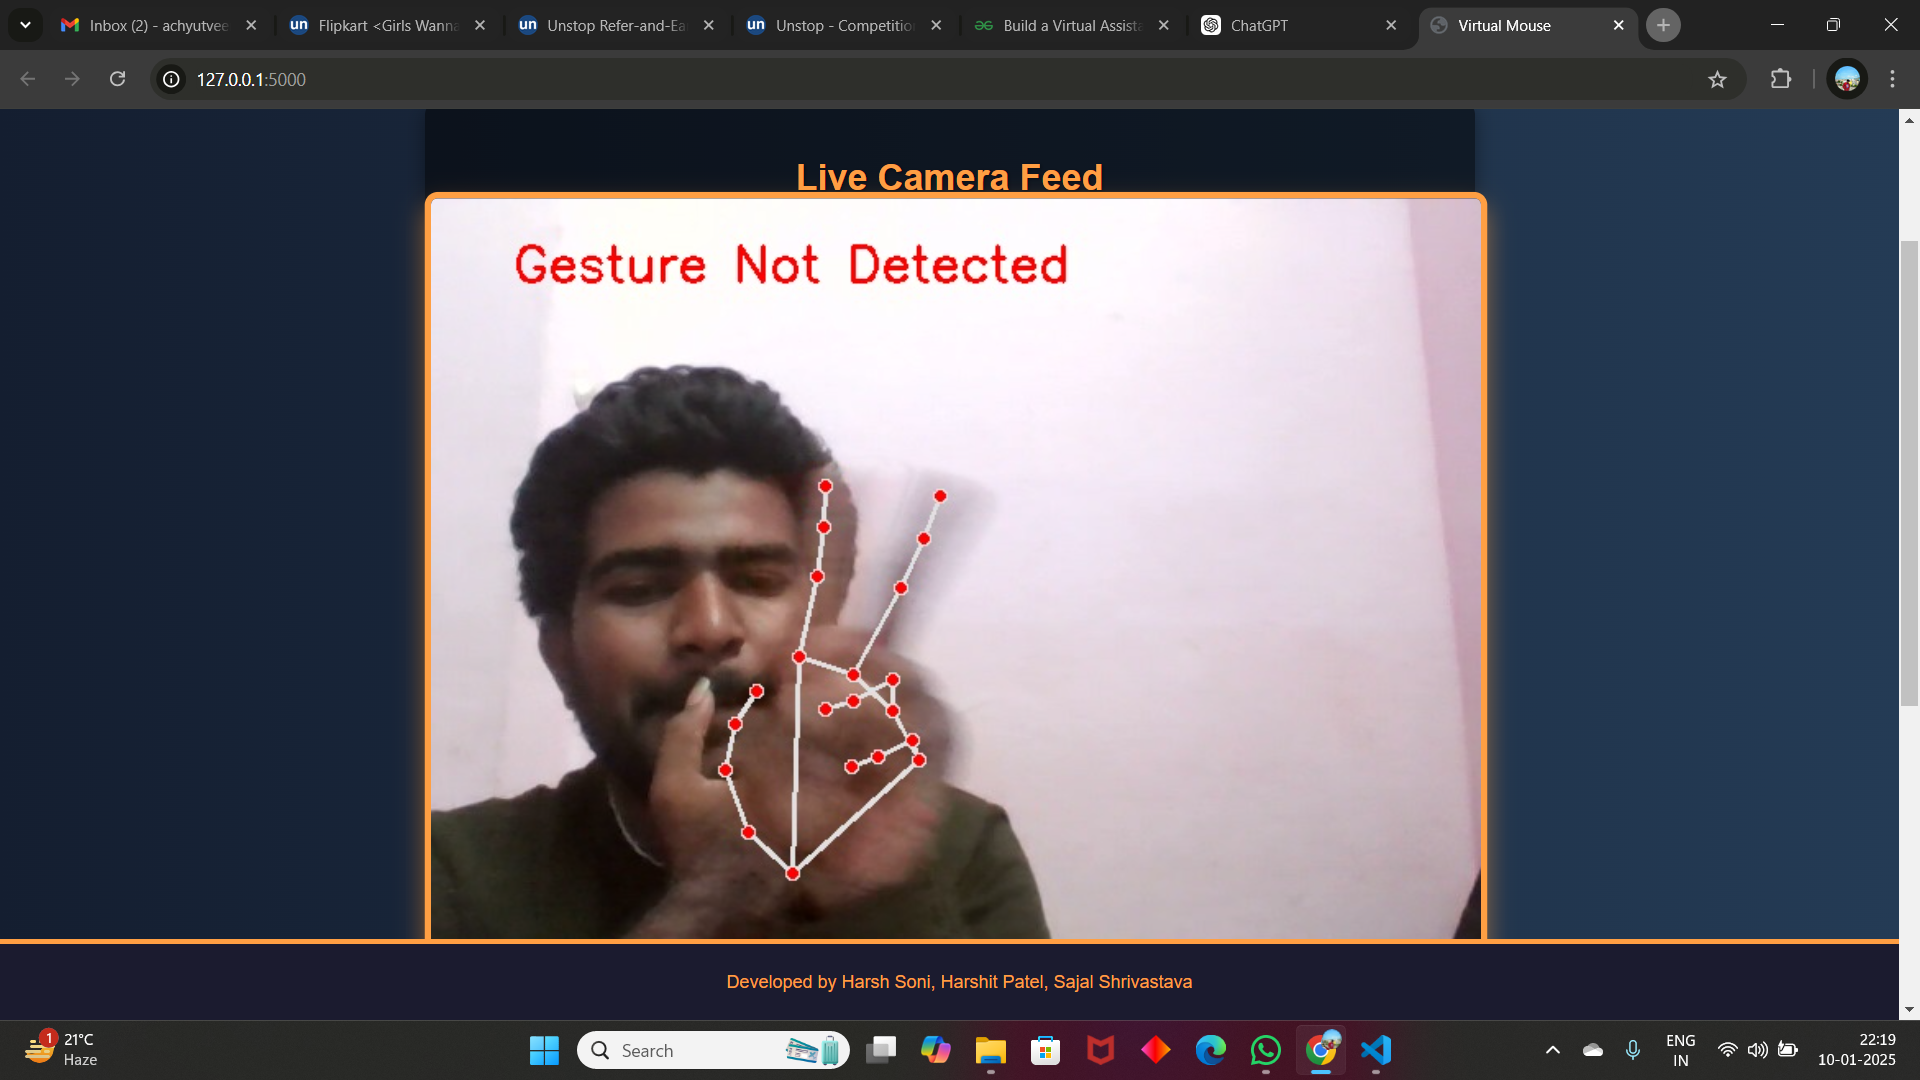 Inbox (2) - achyutvee
Flipkart <Girls Wanna
Unstop Refer-and-Ea
Unstop - Competitio
Build a Virtual Assista
ChatGPT
Virtual Mouse
127.0.0.1:5000
Live Camera Feed
Gesture Not Detected
Developed by Harsh Soni, Harshit Patel, Sajal Shrivastava
1
21°C
Haze
Search
ENG
IN
22:19
10-01-2025